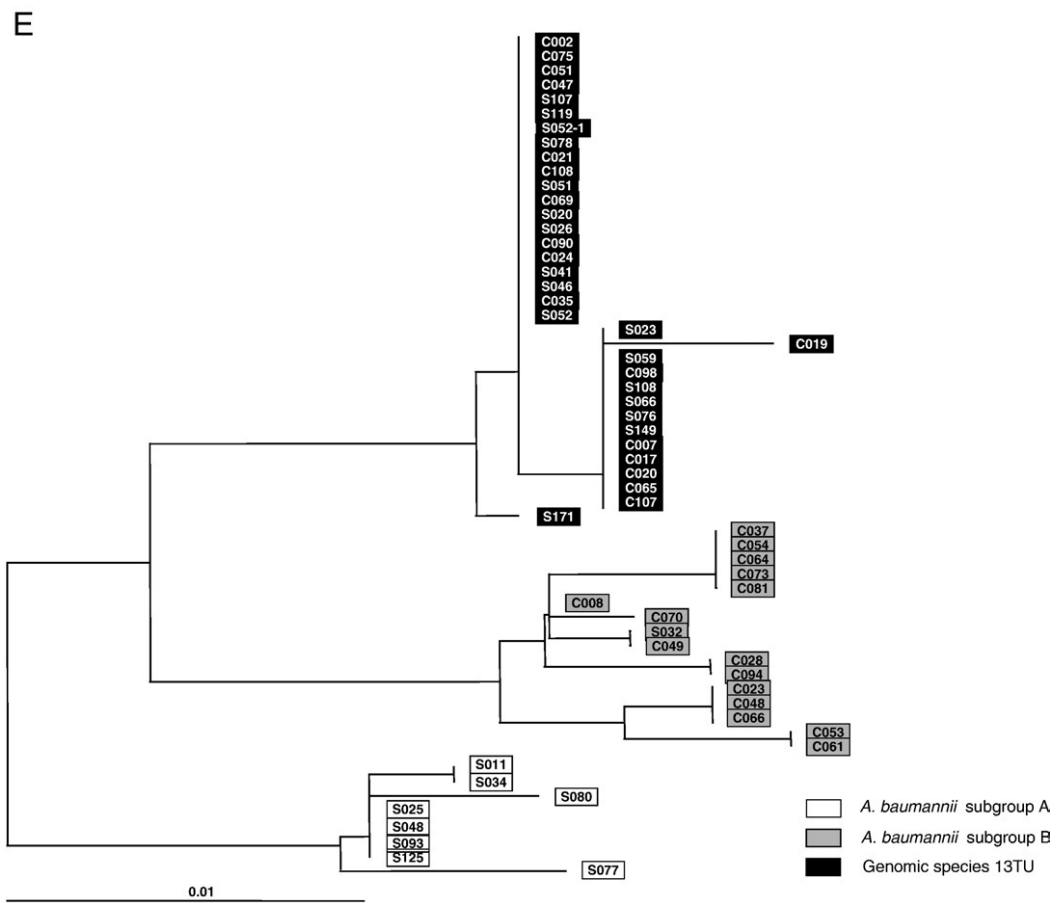 E
C002
C075
C051
C047
S107
S119
S052-1
S078
C021
C108
S051
C069
S020
S026
C090
C024
S041
S046
C035
S052
S023
C019
S059
C098
S108
S066
S076
S149
C007
C017
C020
C065
C107
S171
C037
C054
C064
C073
C081
C008
C070
S032
C049
C028
C094
C023
C048
C066
C053
C061
S011
S034
S080
S025
S048
S093
S125
S077
A. baumannii subgroup A
A. baumannii subgroup B
Genomic species 13TU
0.01